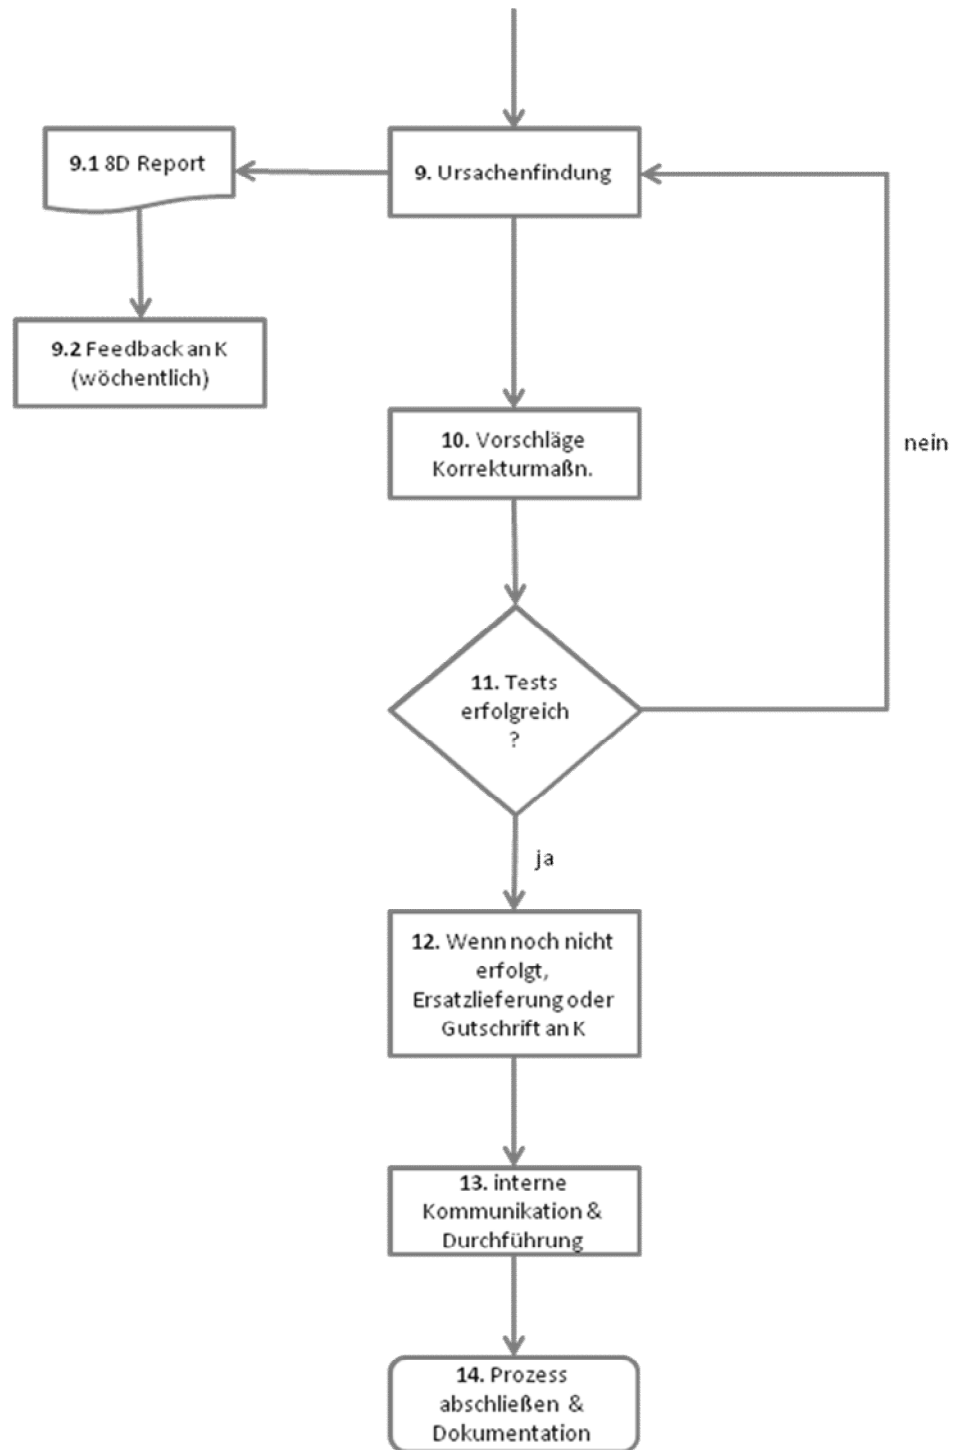 9.1 8D Report
9. Ursachenfindung
9.2 Feedback an K
(wöchentlich)
10. Vorschläge
Korrekturmaßn.
nein
11. Tests
erfolgreich
?
ja
12. Wenn noch nicht
erfolgt,
Ersatzlieferung oder
Gutschrift an K
13. interne
Kommunikation &
Durchführung
14. Prozess
abschließen &
Dokumentation